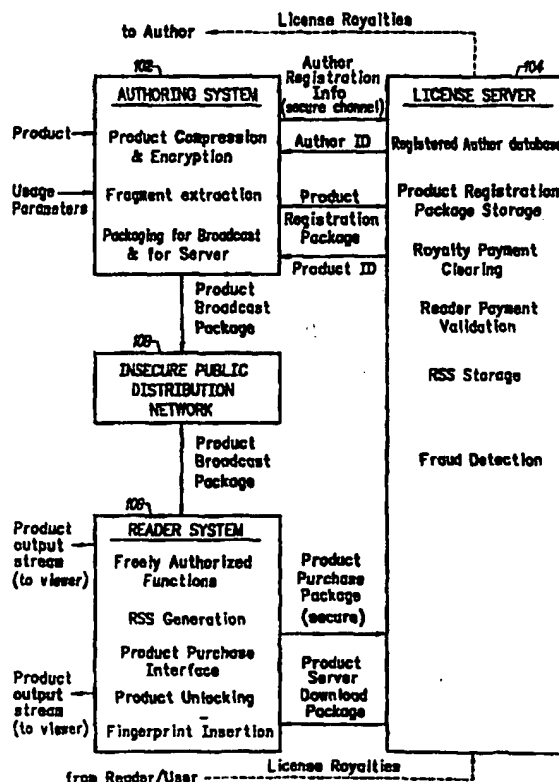 License Royalties
to Author
102
AUTHORING SYSTEM
Product
Product Compression
& Encryption
Usage
Parameters
Fragment extraction
Packaging for Broadcast
& for Server
Author
Registration
Info
(secure channel)
Author ID
Product
Registration
Package
Product ID
104
LICENSE SERVER
Registered Author database
Product Registration
Package Storage
Royalty Payment
Clearing
Reader Payment
Validation
RSS Storage
Fraud Detection
Product
Broadcast
Package
108
INSECURE PUBLIC
DISTRIBUTION
NETWORK
Product
Broadcast
Package
106
READER SYSTEM
Product
output
stream
(to viewer)
Freely Authorized
Functions
RSS Generation
Product Purchase
Interface
Product
output
stream
(to viewer)
Product Unlocking
Fingerprint Insertion
Product
Purchase
Package
(secure)
Product
Server
Download
Package
License Royalties
from Reader/User